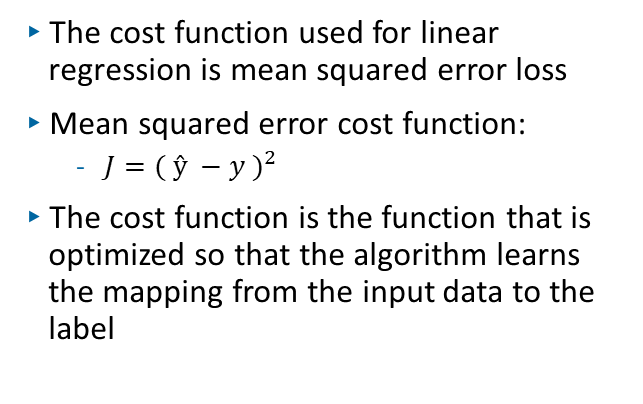 ▸ The cost function used for linear
regression is mean squared error loss
▸ Mean squared error cost function:
- J = ( ŷ − y )²
▸ The cost function is the function that is
optimized so that the algorithm learns
the mapping from the input data to the
label